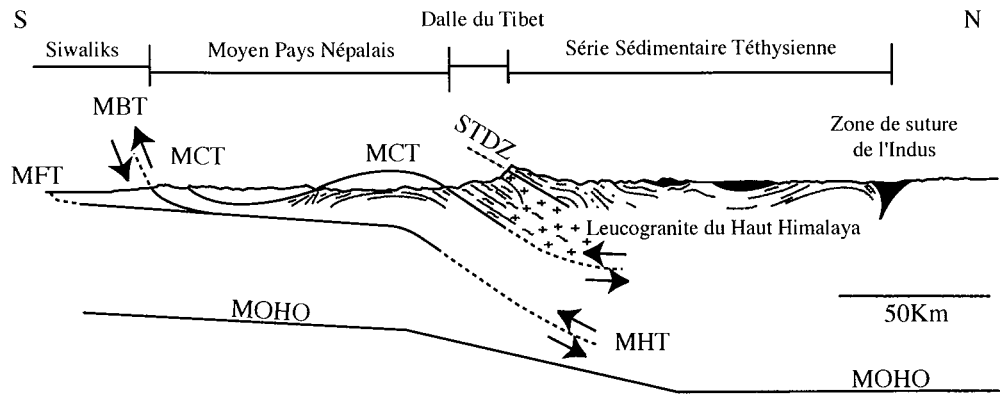 S
N
Dalle du Tibet
Siwaliks
Moyen Pays Népalais
Série Sédimentaire Téthysienne
MBT
STDZ
Zone de suture
de l'Indus
MCT
MCT
MFT
Leucogranite du Haut Himalaya
50Km
MOHO
MHT
MOHO